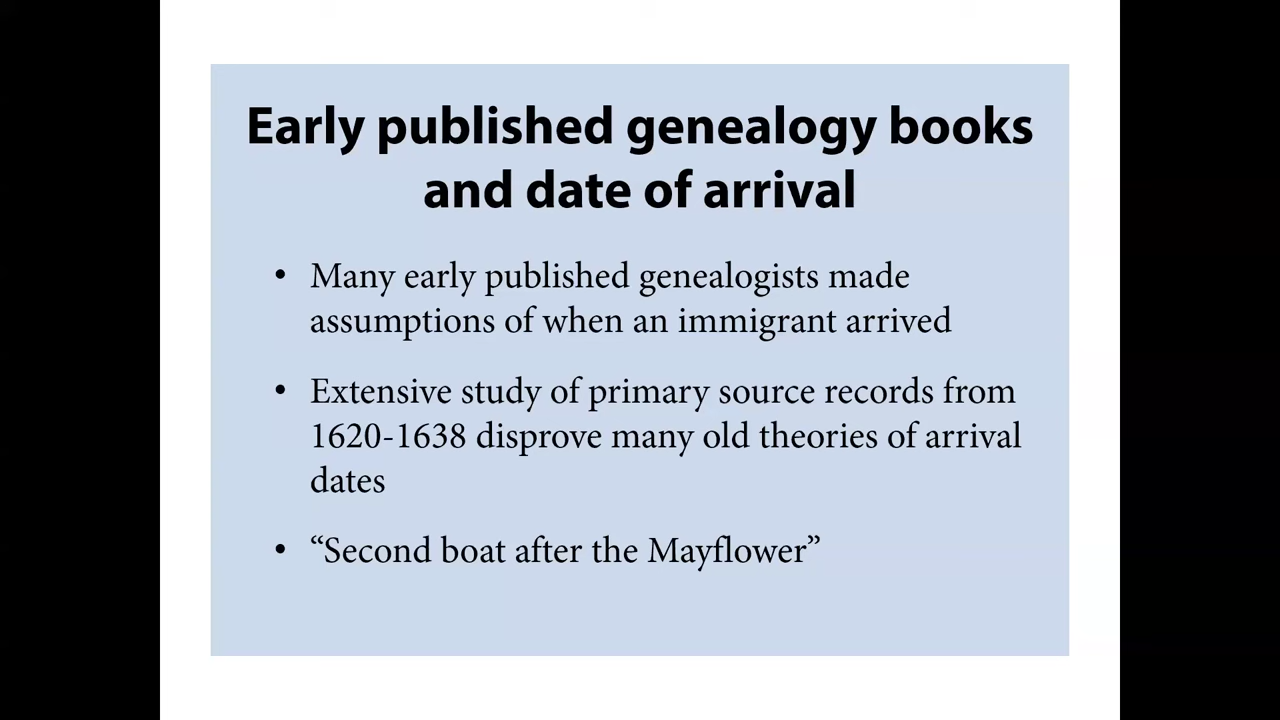 Early published genealogy books
and date of arrival
• Many early published genealogists made
assumptions of when an immigrant arrived
• Extensive study of primary source records from
1620-1638 disprove many old theories of arrival
dates
• “Second boat after the Mayflower”